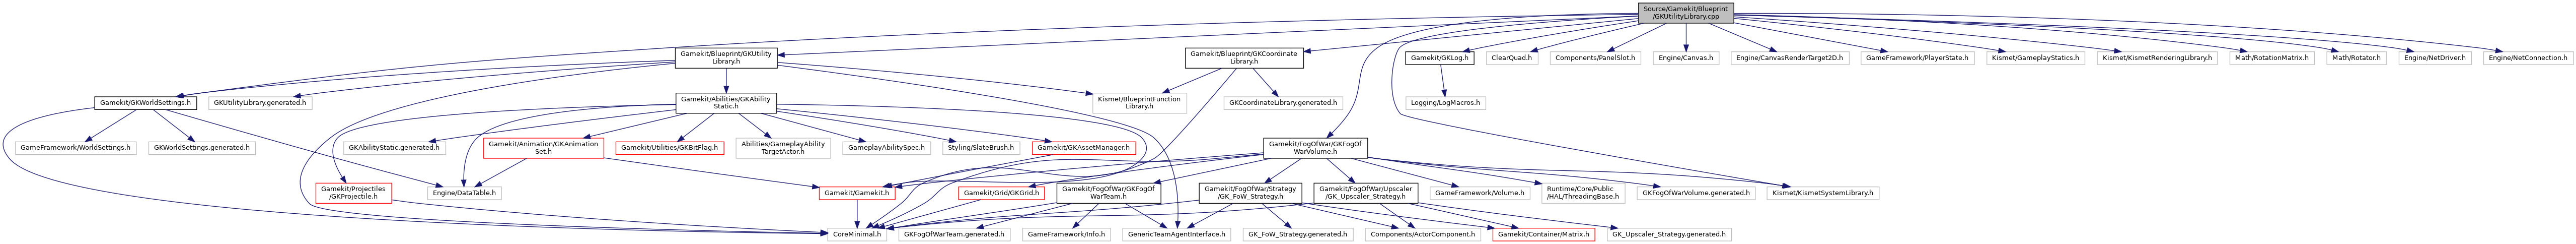 Source/Gamekit/Blueprint
/GKUtilityLibrary.cpp
Gamekit/Blueprint/GKUtility
Library.h
Gamekit/Blueprint/GKCoordinate
Library.h
Gamekit/GKLog.h
ClearQuad.h
Components/PanelSlot.h
Engine/Canvas.h
Engine/CanvasRenderTarget2D.h
GameFramework/PlayerState.h
Kismet/GameplayStatics.h
Kismet/KismetRenderingLibrary.h
Math/RotationMatrix.h
Math/Rotator.h
Engine/NetDriver.h
Engine/NetConnection.h
Gamekit/GKWorldSettings.h
GKUtilityLibrary.generated.h
Gamekit/Abilities/GKAbility
Static.h
Kismet/BlueprintFunction
Library.h
GKCoordinateLibrary.generated.h
Logging/LogMacros.h
GameFramework/WorldSettings.h
GKWorldSettings.generated.h
GKAbilityStatic.generated.h
Gamekit/Animation/GKAnimation
Set.h
Gamekit/Utilities/GKBitFlag.h
Abilities/GameplayAbility
TargetActor.h
GameplayAbilitySpec.h
Styling/SlateBrush.h
Gamekit/GKAssetManager.h
Gamekit/FogOfWar/GKFogOf
WarVolume.h
Gamekit/Projectiles
/GKProjectile.h
Engine/DataTable.h
Gamekit/Gamekit.h
Gamekit/Grid/GKGrid.h
Gamekit/FogOfWar/GKFogOf
WarTeam.h
Gamekit/FogOfWar/Strategy
/GK_FoW_Strategy.h
Gamekit/FogOfWar/Upscaler
/GK_Upscaler_Strategy.h
GameFramework/Volume.h
Runtime/Core/Public
/HAL/ThreadingBase.h
GKFogOfWarVolume.generated.h
Kismet/KismetSystemLibrary.h
CoreMinimal.h
GKFogOfWarTeam.generated.h
GameFramework/Info.h
GenericTeamAgentInterface.h
GK_FoW_Strategy.generated.h
Components/ActorComponent.h
Gamekit/Container/Matrix.h
GK_Upscaler_Strategy.generated.h